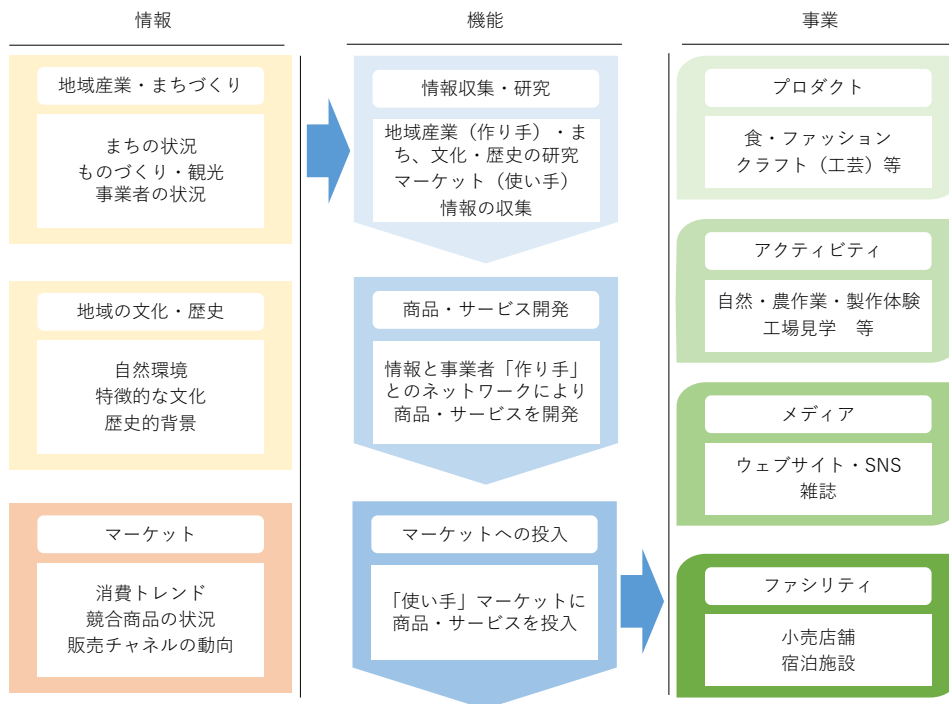 情報
地域産業・まちづくり
まちの状況
ものづくり・観光
事業者の状況
地域の文化・歴史
自然環境
特徴的な文化
歴史的背景
マーケット
消費トレンド
競合商品の状況
販売チャネルの動向
機能
情報収集・研究
地域産業（作り手）・ま
ち、文化・歴史の研究
マーケット（使い手）
情報の収集
商品・サービス開発
情報と事業者「作り手」
とのネットワークにより
商品・サービスを開発
マーケットへの投入
「使い手」マーケットに
商品・サービスを投入
事業
プロダクト
食・ファッション
クラフト（工芸）等
アクティビティ
自然・農作業・製作体験
工場見学　等
メディア
ウェブサイト・SNS
雑誌
ファシリティ
小売店舗
宿泊施設